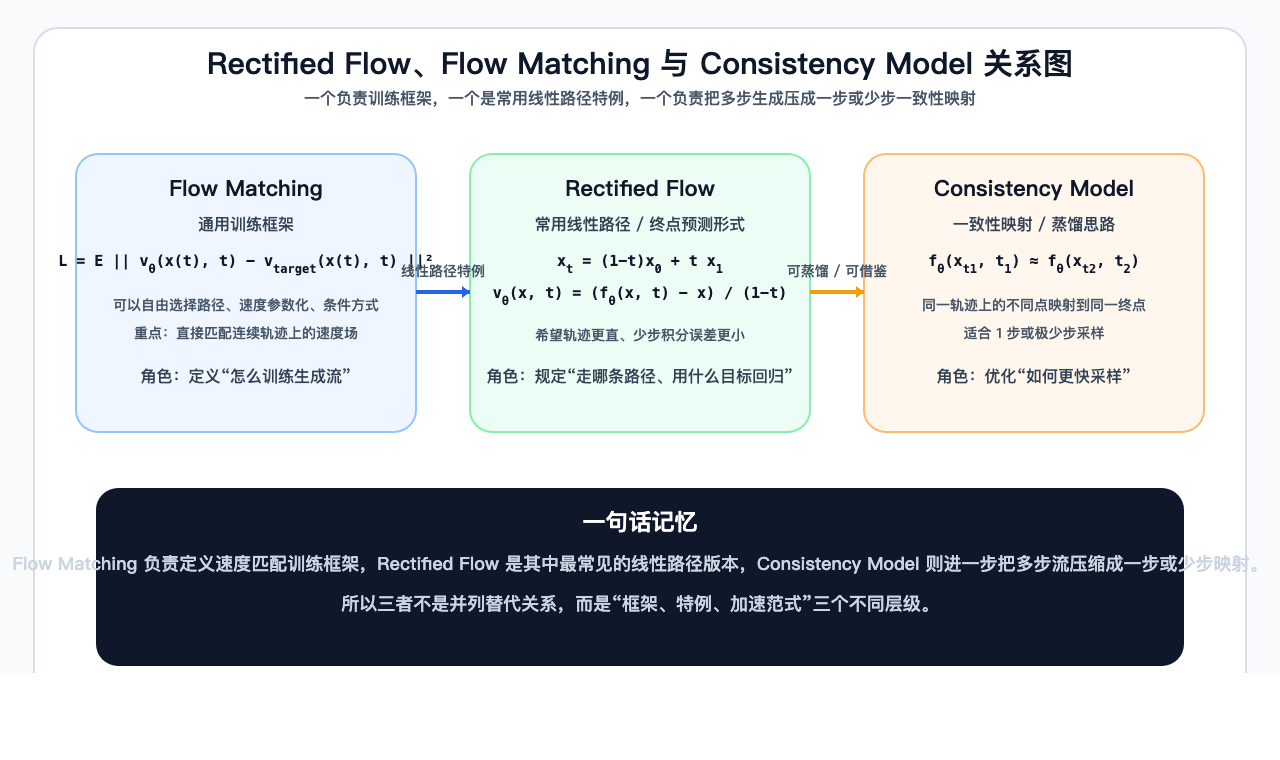 Rectified Flow、Flow Matching 与 Consistency Model 关系图
一个负责训练框架，一个是常用线性路径特例，一个负责把多步生成压成一步或少步一致性映射
Flow Matching
通用训练框架
L = E || vθ(x(t), t) − vtarget(x(t), t) ||²
可以自由选择路径、速度参数化、条件方式
重点：直接匹配连续轨迹上的速度场
角色：定义“怎么训练生成流”
线性路径特例
Rectified Flow
常用线性路径 / 终点预测形式
xt = (1−t)x0 + t x1
vθ(x, t) = (fθ(x, t) − x) / (1−t)
希望轨迹更直、少步积分误差更小
角色：规定“走哪条路径、用什么目标回归”
可蒸馏 / 可借鉴
Consistency Model
一致性映射 / 蒸馏思路
fθ(xt1, t1) ≈ fθ(xt2, t2)
同一轨迹上的不同点映射到同一终点
适合 1 步或极少步采样
角色：优化“如何更快采样”
一句话记忆
Flow Matching 负责定义速度匹配训练框架，Rectified Flow 是其中最常见的线性路径版本，Consistency Model 则进一步把多步流压缩成一步或少步映射。
所以三者不是并列替代关系，而是“框架、特例、加速范式”三个不同层级。